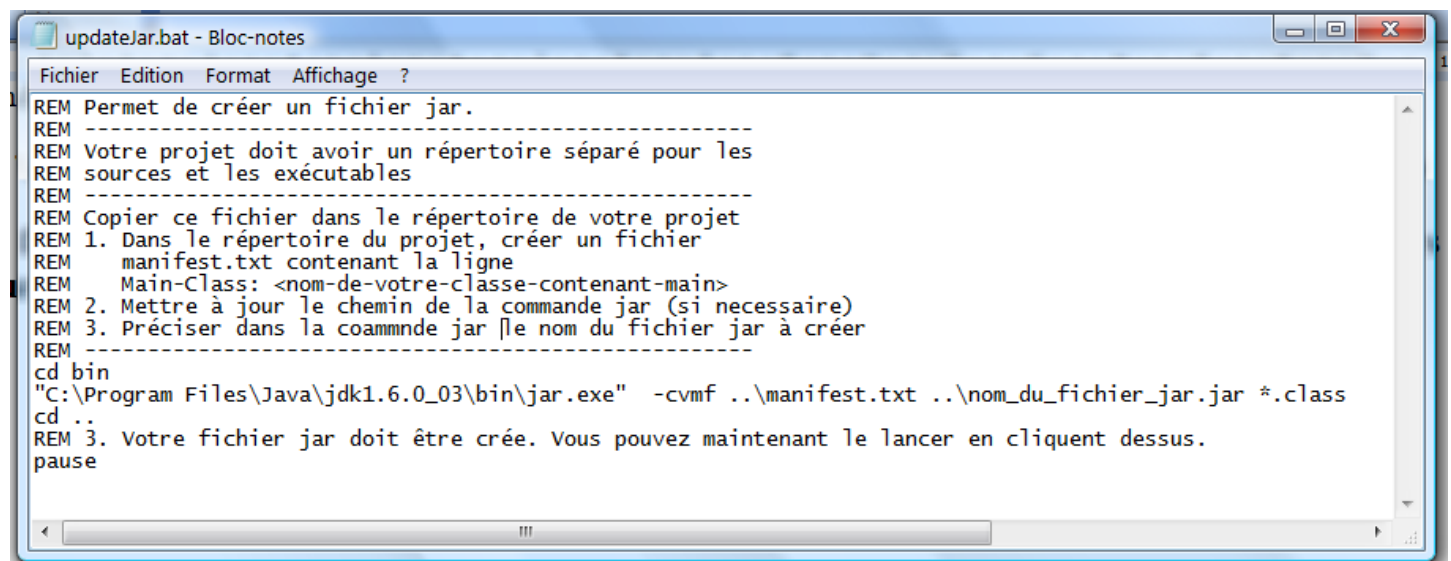 updateJar.bat - Bloc-notes
Fichier Edition Format Affichage ?
REM Permet de créer un fichier jar.
REM -----------------------------------------------------
REM Votre projet doit avoir un répertoire séparé pour les
REM sources et les exécutables
REM -----------------------------------------------------
REM Copier ce fichier dans le répertoire de votre projet
REM 1. Dans le répertoire du projet, créer un fichier
REM    manifest.txt contenant la ligne
REM    Main-Class: <nom-de-votre-classe-contenant-main>
REM 2. Mettre à jour le chemin de la commande jar (si necessaire)
REM 3. Préciser dans la coammnde jar le nom du fichier jar à créer
REM -----------------------------------------------------
cd bin
"C:\Program Files\Java\jdk1.6.0_03\bin\jar.exe"  -cvmf ..\manifest.txt ..\nom_du_fichier_jar.jar *.class
cd ..
REM 3. Votre fichier jar doit être crée. Vous pouvez maintenant le lancer en cliquent dessus.
pause